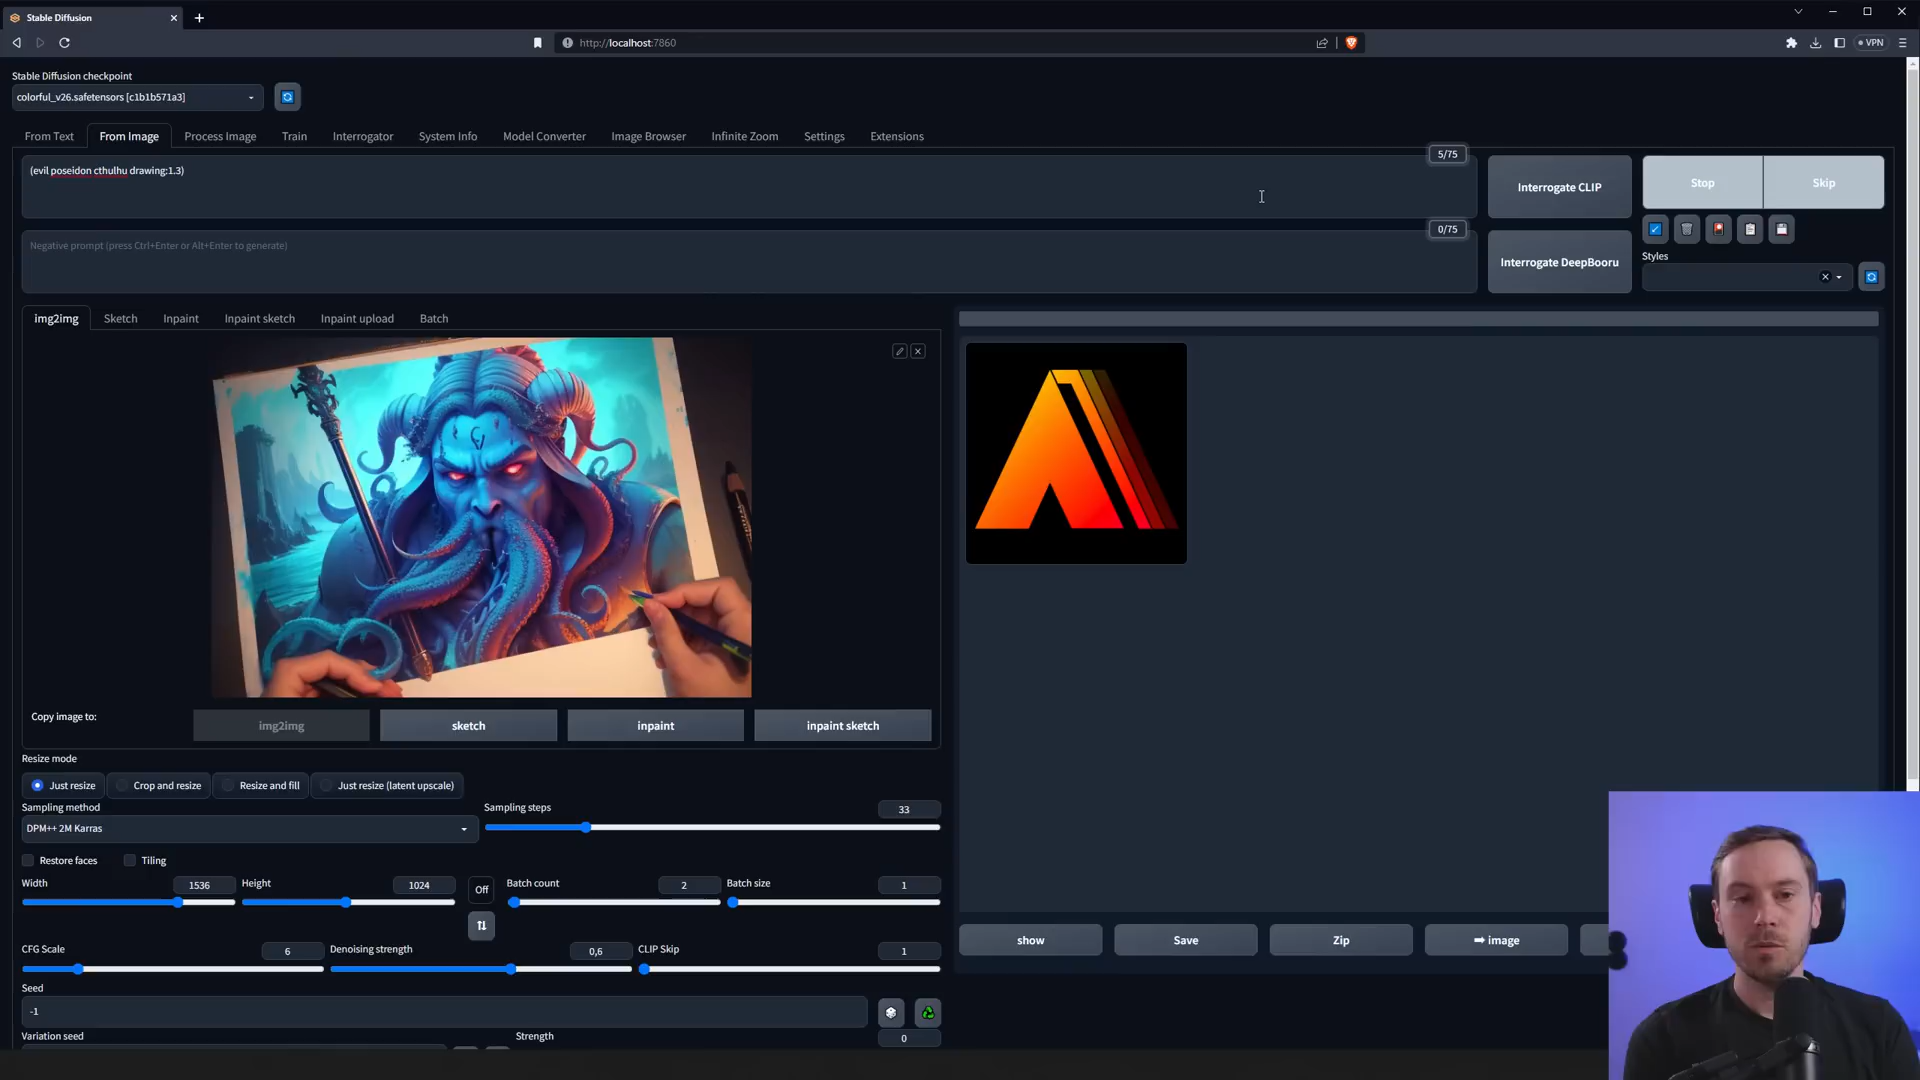 Stable Diffusion
http://localhost:7860
VPN
Stable Diffusion checkpoint
colorful_v26.safetensors [c1b1b571a3]
From Text
From Image
Process Image
Train
Interrogator
System Info
Model Converter
Image Browser
Infinite Zoom
Settings
Extensions
5/75
(evil poseidon cthulhu drawing:1.3)
Interrogate CLIP
Stop
Skip
0/75
Negative prompt (press Ctrl+Enter or Alt+Enter to generate)
Interrogate DeepBooru
Styles
img2img
Sketch
Inpaint
Inpaint sketch
Inpaint upload
Batch
Copy image to:
img2img
sketch
inpaint
inpaint sketch
Resize mode
Just resize
Crop and resize
Resize and fill
Just resize (latent upscale)
Sampling method
Sampling steps
33
DPM++ 2M Karras
Restore faces
Tiling
Width
1536
Height
1024
Off
Batch count
2
Batch size
1
show
Save
Zip
➡ image
CFG Scale
6
Denoising strength
0,6
CLIP Skip
1
Seed
-1
Variation seed
Strength
0